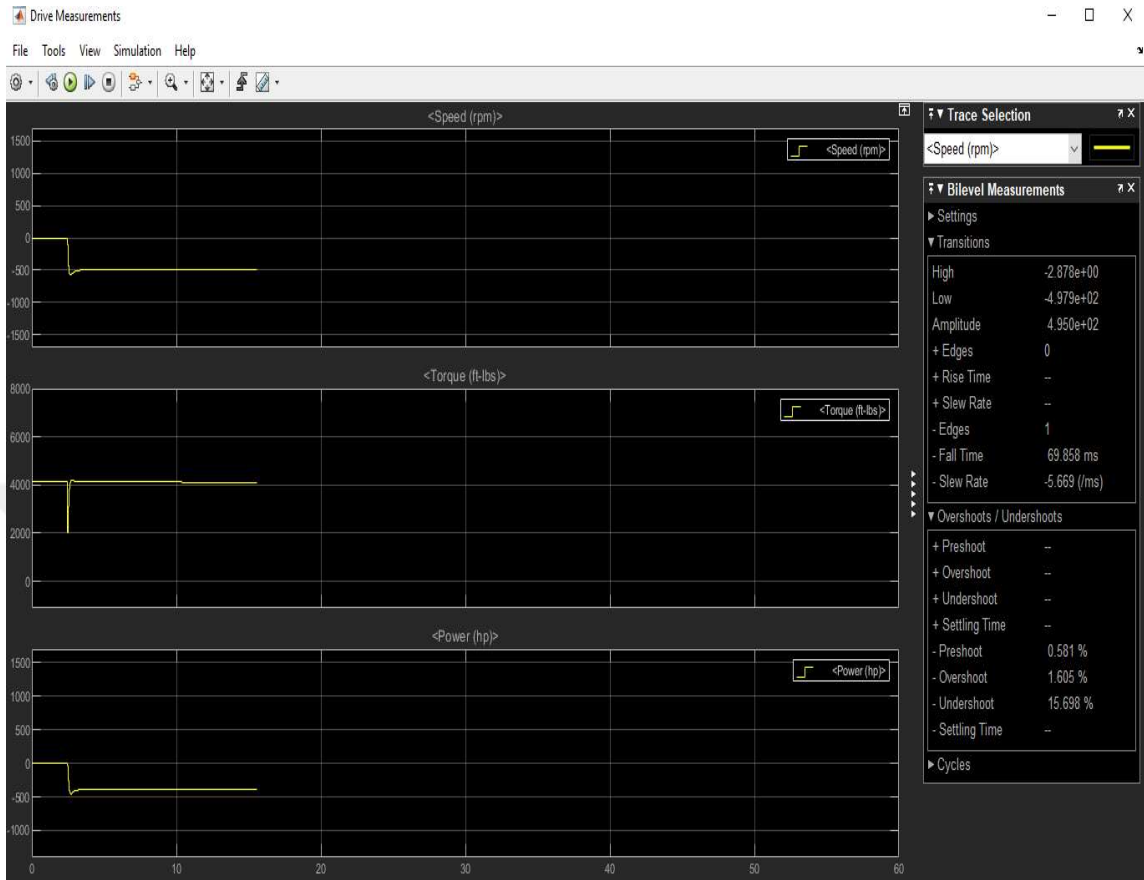 Drive Measurements
File Tools View Simulation Help
<Speed (rpm)>
<Speed (rpm)>
1500
1000
500
0
-500
-1000
-1500
<Torque (ft-lbs)>
<Torque (ft-lbs)>
8000
6000
4000
2000
0
<Power (hp)>
<Power (hp)>
1500
1000
500
0
-500
-1000
0 10 20 30 40 50 60
Trace Selection
<Speed (rpm)>
Bilevel Measurements
Settings
Transitions
High -2.878e+00
Low -4.979e+02
Amplitude 4.950e+02
+ Edges 0
+ Rise Time --
+ Slew Rate --
- Edges 1
- Fall Time 69.858 ms
- Slew Rate -5.669 (/ms)
Overshoots / Undershoots
+ Preshoot --
+ Overshoot --
+ Undershoot --
+ Settling Time --
- Preshoot 0.581 %
- Overshoot 1.605 %
- Undershoot 15.698 %
- Settling Time --
Cycles